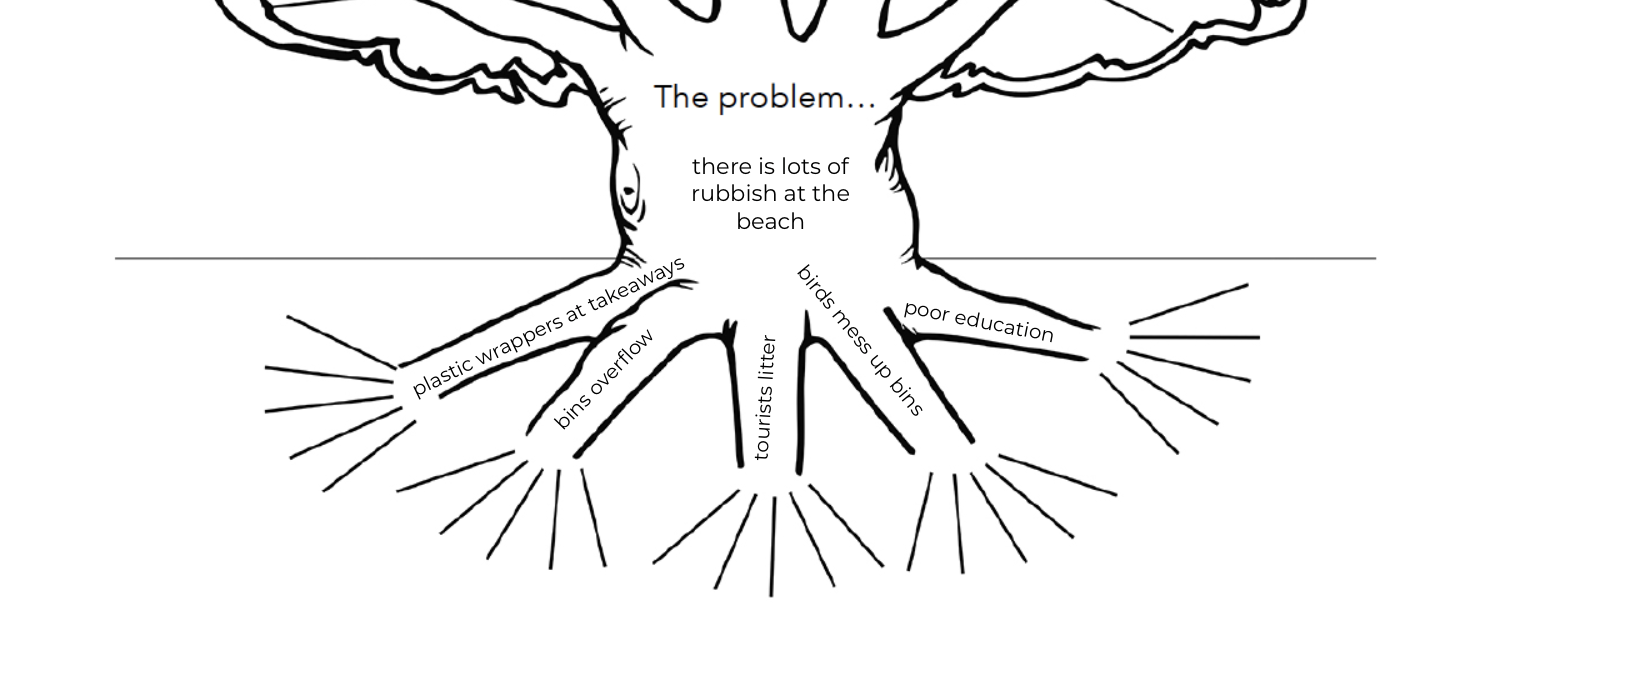 The problem...
there is lots of
rubbish at the
beach
plastic wrappers at takeaways
bins overflow
tourists litter
birds mess up bins
poor education